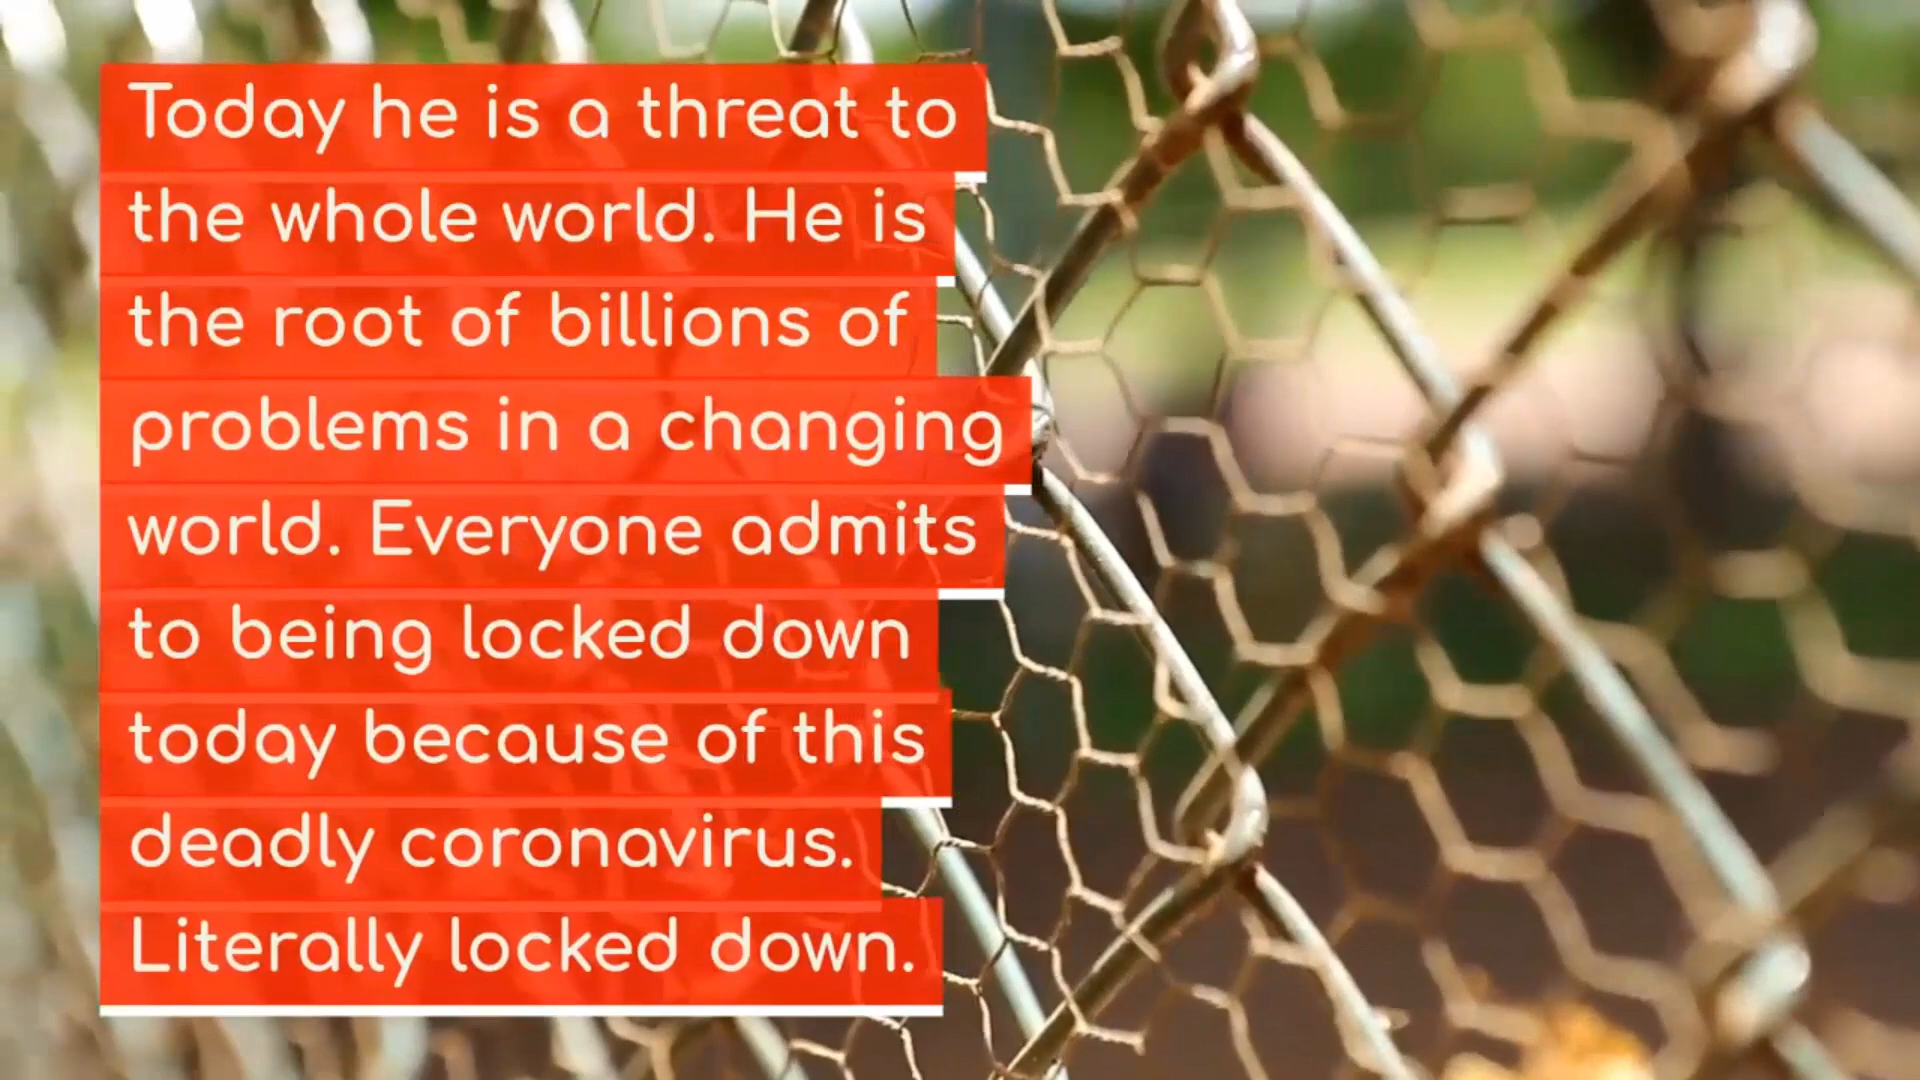 Today he is a threat to
the whole world. He is
the root of billions of
problems in a changing
world. Everyone admits
to being locked down
today because of this
deadly coronavirus.
Literally locked down.